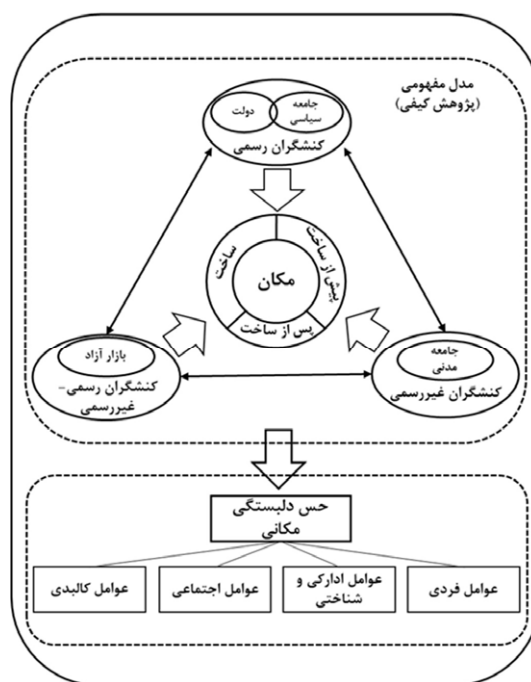 مدل مفهومی
(پژوهش کیفی)
جامعه
سیاسی
دولت
کنشگران رسمی
پیش از ساخت
ساخت
مکان
پس از ساخت
جامعه
مدنی
کنشگران غیررسمی
بازار آزاد
کنشگران رسمی-
غیررسمی
حس دلبستگی
مکانی
عوامل فردی
عوامل ادارکی و
شناختی
عوامل اجتماعی
عوامل کالبدی